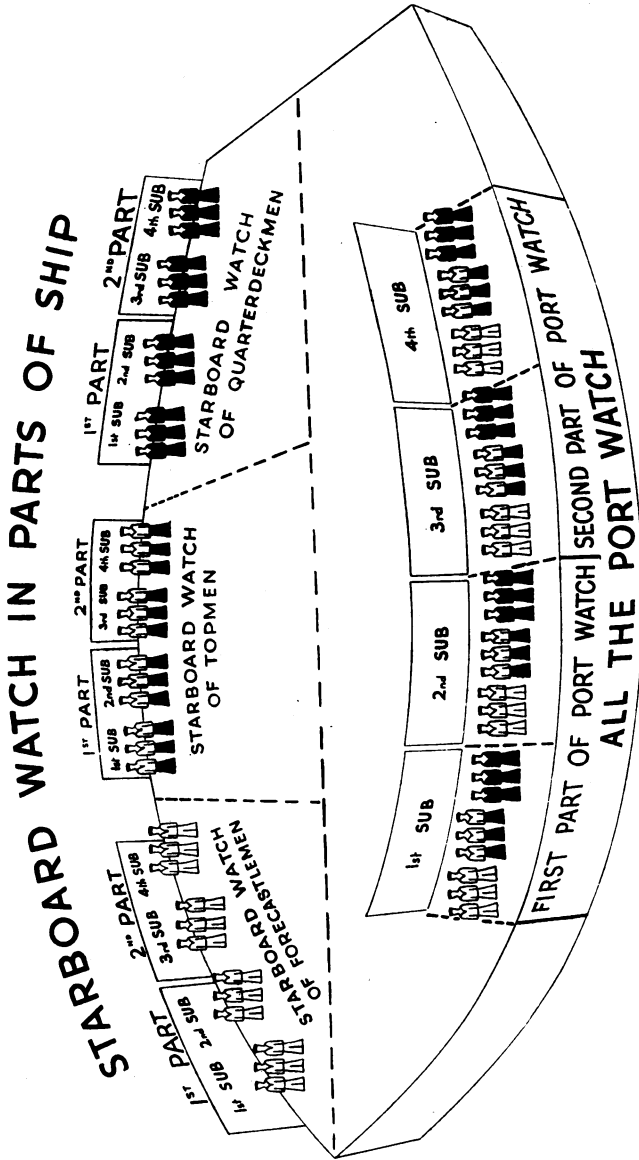 STARBOARD WATCH IN PARTS OF SHIP
1ST PART
1st SUB
2nd SUB
2ND PART
3rd SUB
4th SUB
STARBOARD WATCH
OF FORECASTLEMEN
1ST PART
1st SUB
2nd SUB
2ND PART
3rd SUB
4th SUB
STARBOARD WATCH
OF TOPMEN
1ST PART
1st SUB
2nd SUB
2ND PART
3rd SUB
4th SUB
STARBOARD WATCH
OF QUARTERDECKMEN
1st SUB
2nd SUB
3rd SUB
4th SUB
FIRST PART OF PORT WATCH
SECOND PART OF PORT WATCH
ALL THE PORT WATCH